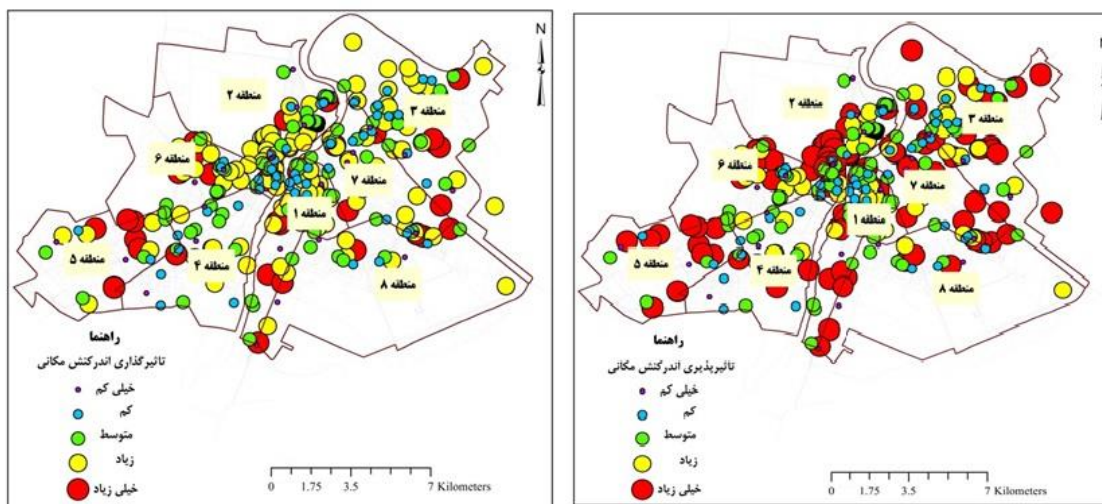 N
منطقه ۲
منطقه ۳
منطقه ۶
منطقه ۷
منطقه ۱
منطقه ۵
منطقه ۴
منطقه ۸
راهنما
تاثیرگذاری اندرکنش مکانی
خیلی کم
کم
متوسط
زیاد
خیلی زیاد
0 1.75 3.5 7 Kilometers
منطقه ۲
منطقه ۳
منطقه ۶
منطقه ۷
منطقه ۱
منطقه ۵
منطقه ۴
منطقه ۸
راهنما
تاثیرپذیری اندرکنش مکانی
خیلی کم
کم
متوسط
زیاد
خیلی زیاد
0 1.75 3.5 7 Kilometers